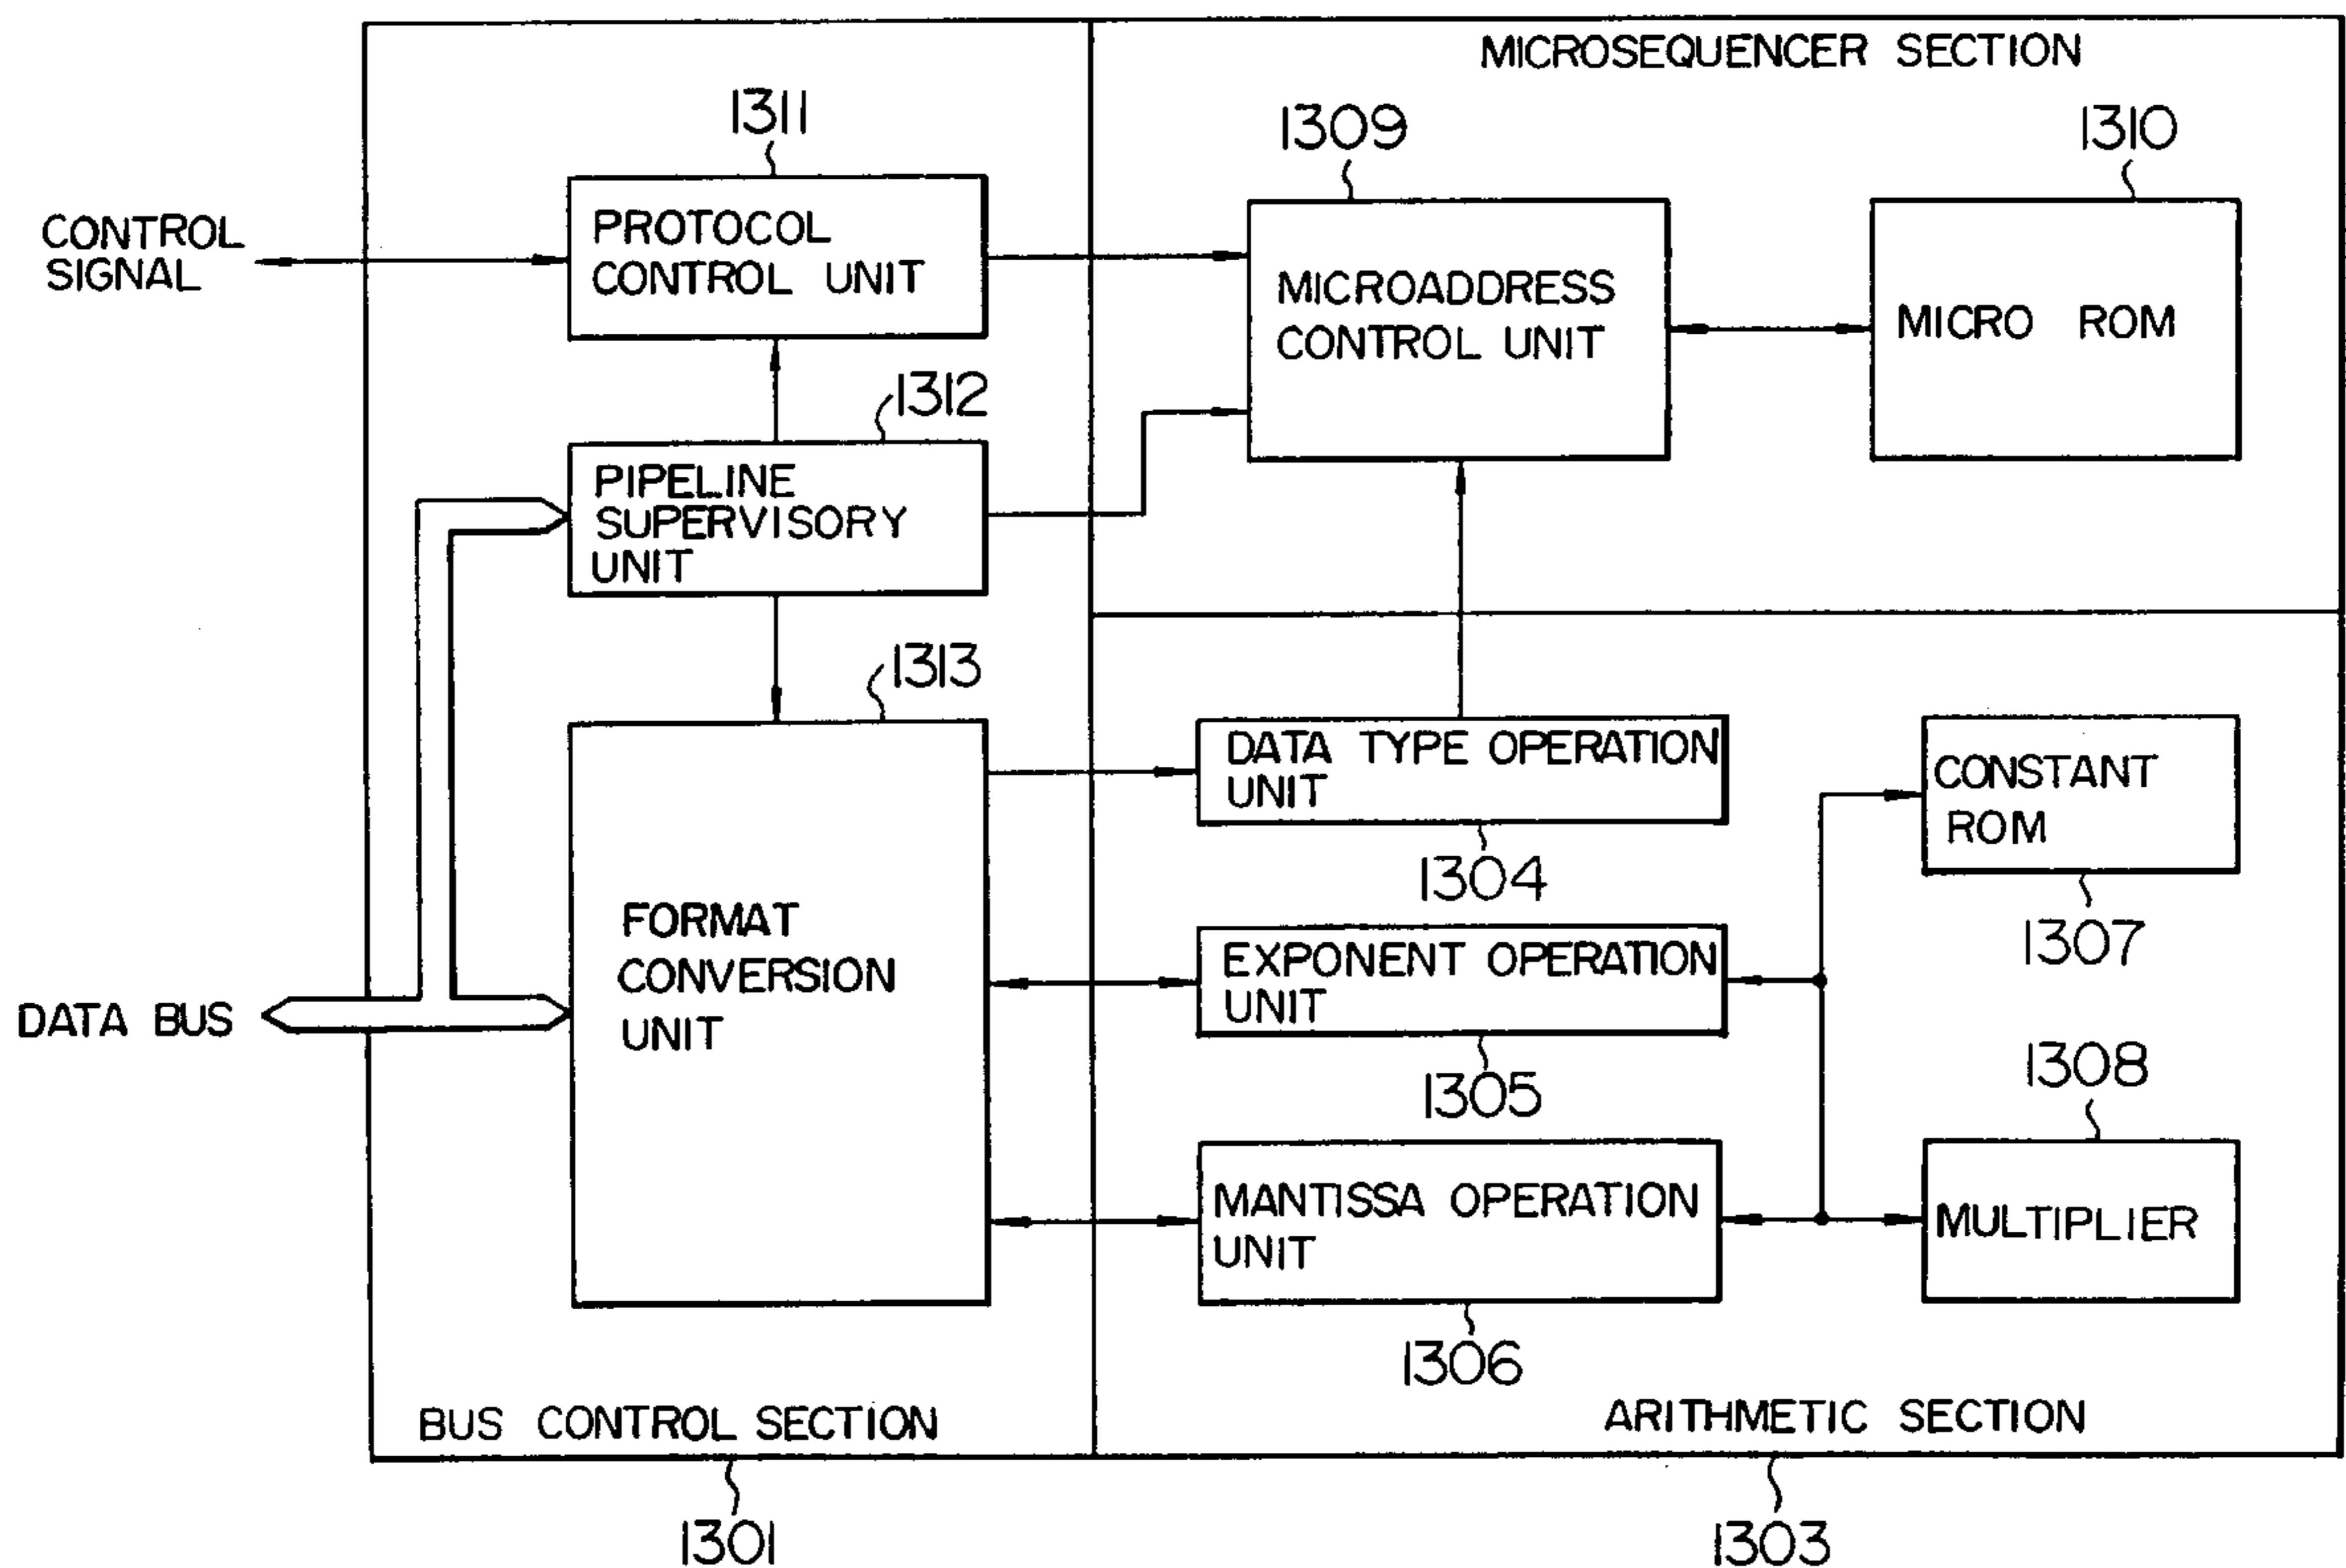 MICROSEQUENCER SECTION
1311
1309
1310
CONTROL
SIGNAL
PROTOCOL
CONTROL UNIT
MICROADDRESS
CONTROL UNIT
MICRO ROM
1312
PIPELINE
SUPERVISORY
UNIT
1313
DATA TYPE OPERATION
UNIT
1304
CONSTANT
ROM
1307
FORMAT
CONVERSION
UNIT
EXPONENT OPERATION
UNIT
1305
DATA BUS
1308
MANTISSA OPERATION
UNIT
1306
MULTIPLIER
BUS CONTROL SECTION
ARITHMETIC SECTION
1301
1303